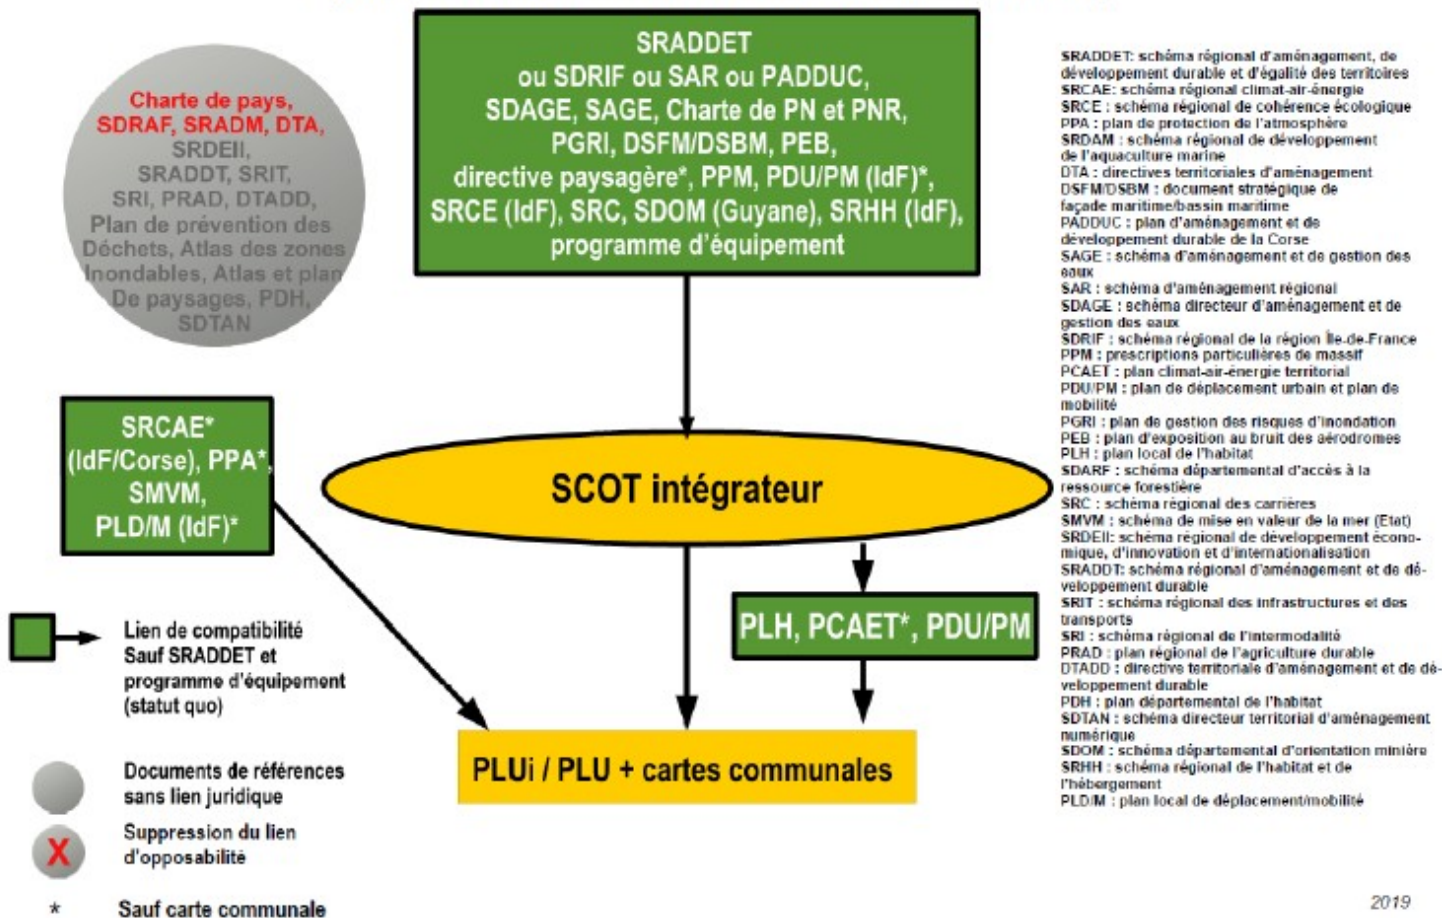 SRADDET
ou SDRIF ou SAR ou PADDUC,
SDAGE, SAGE, Charte de PN et PNR,
PGRI, DSFM/DSBM, PEB,
directive paysagère*, PPM, PDU/PM (IdF)*,
SRCE (IdF), SRC, SDOM (Guyane), SRHH (IdF),
programme d'équipement
Charte de pays,
SDRAF, SRADM, DTA,
SRDEII,
SRADDT, SRIT,
SRI, PRAD, DTADD,
Plan de prévention des
Déchets, Atlas des zones
Inondables, Atlas et plan
De paysages, PDH,
SDTAN
SRCAE*
(IdF/Corse), PPA*,
SMVM,
PLD/M (IdF)*
SCOT intégrateur
PLH, PCAET*, PDU/PM
PLUi / PLU + cartes communales
Lien de compatibilité
Sauf SRADDET et
programme d'équipement
(statut quo)
Documents de références
sans lien juridique
X
Suppression du lien
d'opposabilité
* Sauf carte communale
SRADDET: schéma régional d'aménagement, de
développement durable et d'égalité des territoires
SRCAE: schéma régional climat-air-énergie
SRCE : schéma régional de cohérence écologique
PPA : plan de protection de l'atmosphère
SRDAM : schéma régional de développement
de l'aquaculture marine
DTA : directives territoriales d'aménagement
DSFM/DSBM : document stratégique de
façade maritime/bassin maritime
PADDUC : plan d'aménagement et de
développement durable de la Corse
SAGE : schéma d'aménagement et de gestion des
eaux
SAR : schéma d'aménagement régional
SDAGE : schéma directeur d'aménagement et de
gestion des eaux
SDRIF : schéma régional de la région Île-de-France
PPM : prescriptions particulières de massif
PCAET : plan climat-air-énergie territorial
PDU/PM : plan de déplacement urbain et plan de
mobilité
PGRI : plan de gestion des risques d'inondation
PEB : plan d'exposition au bruit des aérodromes
PLH : plan local de l'habitat
SDARF : schéma départemental d'accès à la
ressource forestière
SRC : schéma régional des carrières
SMVM : schéma de mise en valeur de la mer (Etat)
SRDEII: schéma régional de développement écono-
mique, d'innovation et d'internationalisation
SRADDT: schéma régional d'aménagement et de dé-
veloppement durable
SRIT : schéma régional des infrastructures et des
transports
SRI : schéma régional de l'intermodalité
PRAD : plan régional de l'agriculture durable
DTADD : directive territoriale d'aménagement et de dé-
veloppement durable
PDH : plan départemental de l'habitat
SDTAN : schéma directeur territorial d'aménagement
numérique
SDOM : schéma départemental d'orientation minière
SRHH : schéma régional de l'habitat et de
l'hébergement
PLD/M : plan local de déplacement/mobilité
2019